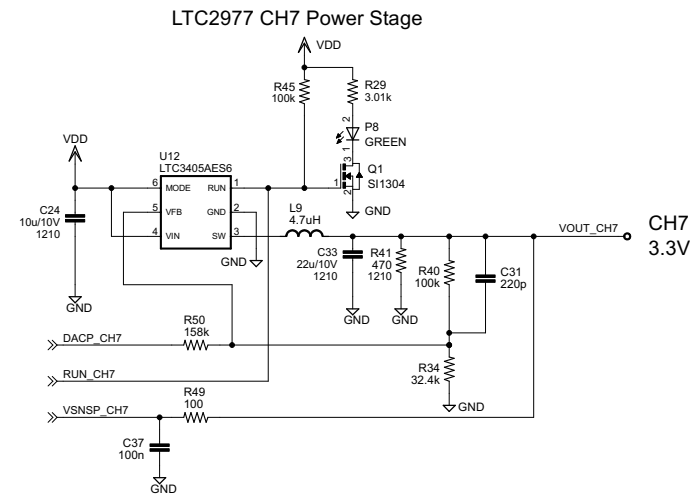 LTC2977 CH7 Power Stage
VDD
R45
100k
R29
3.01k
2
P8
GREEN
1
3
Q1
SI1304
1
2
GND
VDD
U12
LTC3405AES6
6 MODE RUN 1
5 VFB GND 2
4 VIN SW 3
C24
10u/10V
1210
GND
GND
L9
4.7uH
C33
22u/10V
1210
GND
R41
470
1210
GND
R40
100k
C31
220p
VOUT_CH7
CH7
3.3V
R34
32.4k
GND
DACP_CH7
R50
158k
RUN_CH7
VSNSP_CH7
R49
100
C37
100n
GND